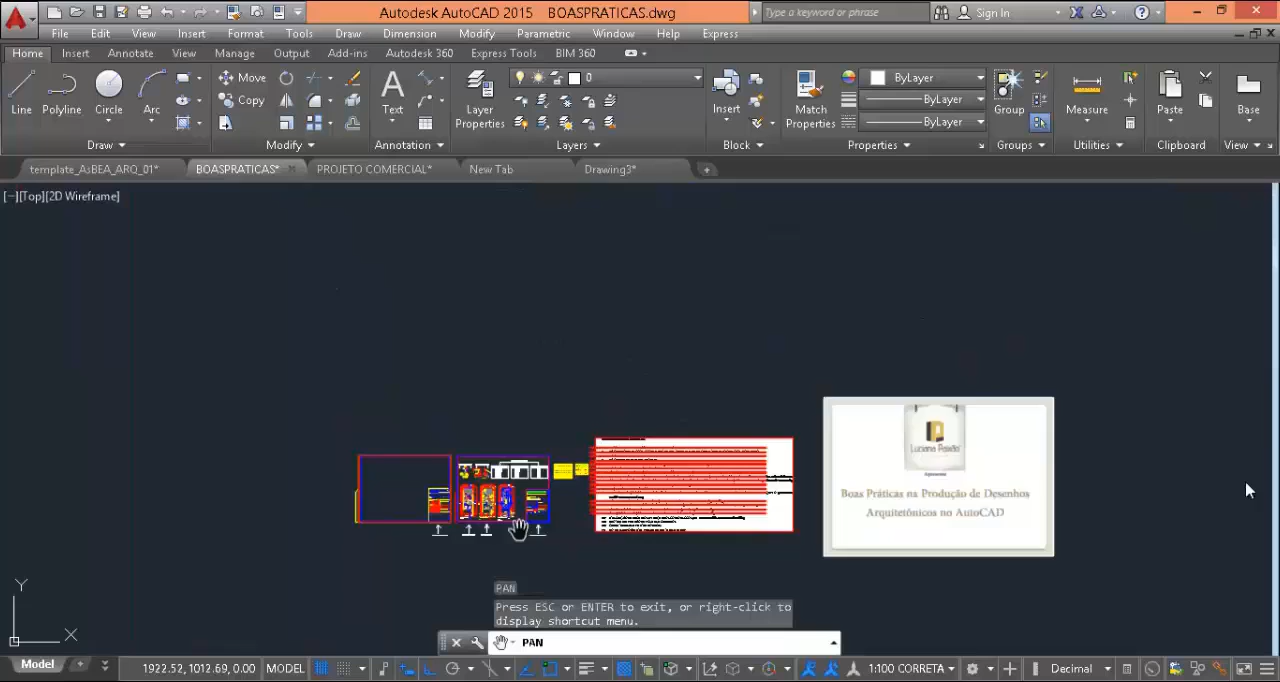 Autodesk AutoCAD 2015 BOASPRATICAS.dwg
Type a keyword or phrase
Sign In
File Edit View Insert Format Tools Draw Dimension Modify Parametric Window Help Express
Home Insert Annotate View Manage Output Add-ins Autodesk 360 Express Tools BIM 360
Line Polyline Circle Arc
Move
Copy
Text
Layer
Properties
0
Insert
Match
Properties
ByLayer
ByLayer
ByLayer
Group
Measure
Paste
Base
Draw Modify Annotation Layers Block Properties Groups Utilities Clipboard View
template_AsBEA_ARQ_01* BOASPRATICAS* PROJETO COMERCIAL* New Tab Drawing3*
[−][Top][2D Wireframe]
Luciana Paixão
Boas Práticas na Produção de Desenhos
Arquitetônicos no AutoCAD
Y
X
PAN
Press ESC or ENTER to exit, or right-click to
display shortcut menu.
PAN
Model
1922.52, 1012.69, 0.00 MODEL
1:100 CORRETA
Decimal